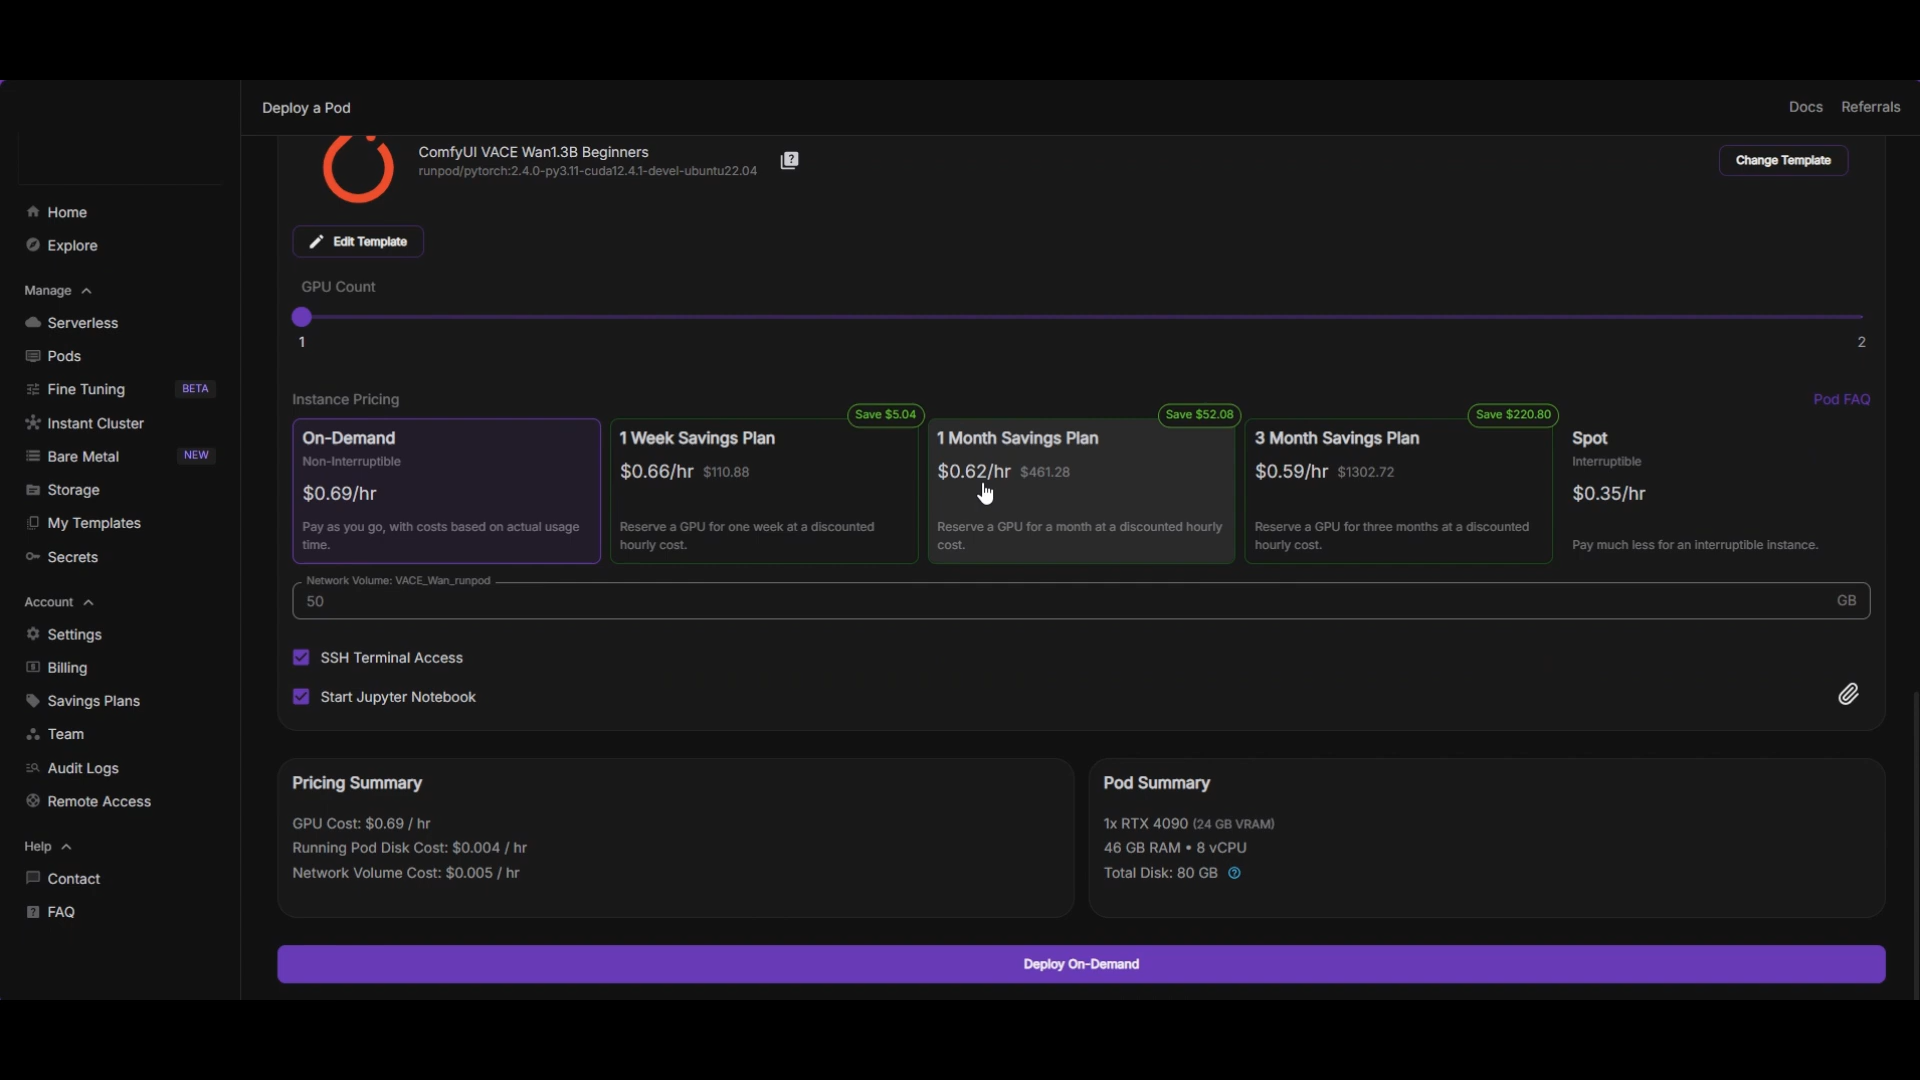 Deploy a Pod
Docs
Referrals
ComfyUI VACE Wan1.3B Beginners
runpod/pytorch:2.4.0-py3.11-cuda12.4.1-devel-ubuntu22.04
Change Template
Edit Template
Home
Explore
Manage
Serverless
Pods
Fine Tuning BETA
Instant Cluster
Bare Metal NEW
Storage
My Templates
Secrets
Account
Settings
Billing
Savings Plans
Team
Audit Logs
Remote Access
Help
Contact
FAQ
GPU Count
1
2
Instance Pricing
Pod FAQ
On-Demand
Non-Interruptible
$0.69/hr
Pay as you go, with costs based on actual usage
time.
Save $5.04
1 Week Savings Plan
$0.66/hr $110.88
Reserve a GPU for one week at a discounted
hourly cost.
Save $52.08
1 Month Savings Plan
$0.62/hr $461.28
Reserve a GPU for a month at a discounted hourly
cost.
Save $220.80
3 Month Savings Plan
$0.59/hr $1302.72
Reserve a GPU for three months at a discounted
hourly cost.
Spot
Interruptible
$0.35/hr
Pay much less for an interruptible instance.
Network Volume: VACE_Wan_runpod
50
GB
SSH Terminal Access
Start Jupyter Notebook
Pricing Summary
GPU Cost: $0.69 / hr
Running Pod Disk Cost: $0.004 / hr
Network Volume Cost: $0.005 / hr
Pod Summary
1x RTX 4090 (24 GB VRAM)
46 GB RAM • 8 vCPU
Total Disk: 80 GB
Deploy On-Demand